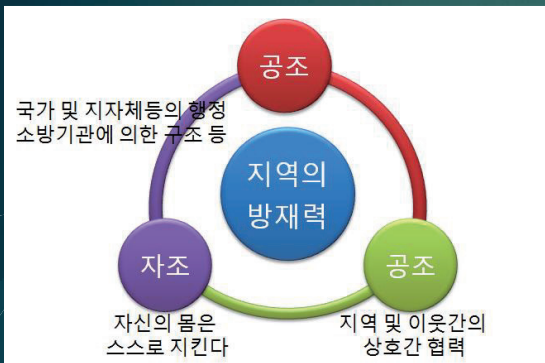 공조
국가 및 지자체등의 행정
소방기관에 의한 구조 등
지역의
방재력
자조
공조
자신의 몸은
스스로 지킨다
지역 및 이웃간의
상호간 협력